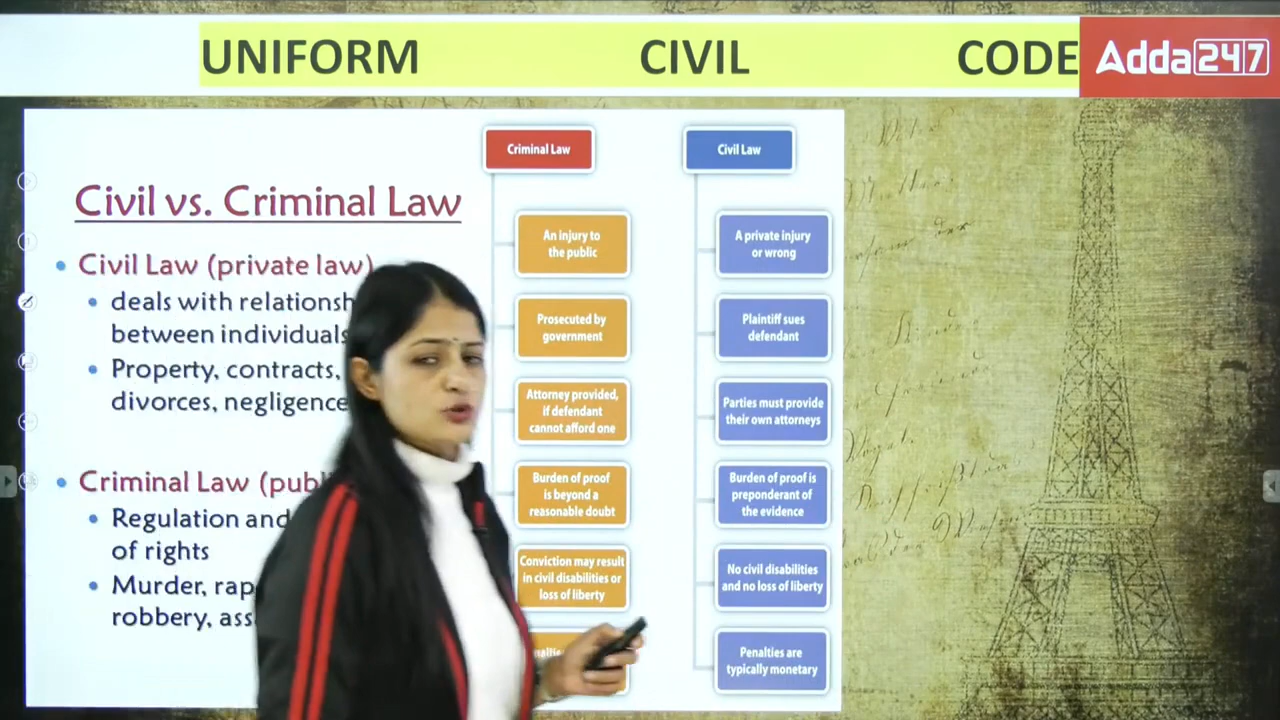 UNIFORM CIVIL CODE
Adda247
Civil vs. Criminal Law
• Civil Law (private law)
• deals with
between individuals
• Property, contracts,
divorces, negligence
• Criminal Law
• Regulation and
of rights
• Murder,
robbery,
Criminal Law
An injury to
the public
Prosecuted by
government
Attorney provided,
if defendant
cannot afford one
Burden of proof
is beyond a
reasonable doubt
Conviction may result
in civil disabilities or
loss of liberty
Civil Law
A private injury
or wrong
Plaintiff sues
defendant
Parties must provide
their own attorneys
Burden of proof is
preponderant of
the evidence
No civil disabilities
and no loss of liberty
Penalties are
typically monetary